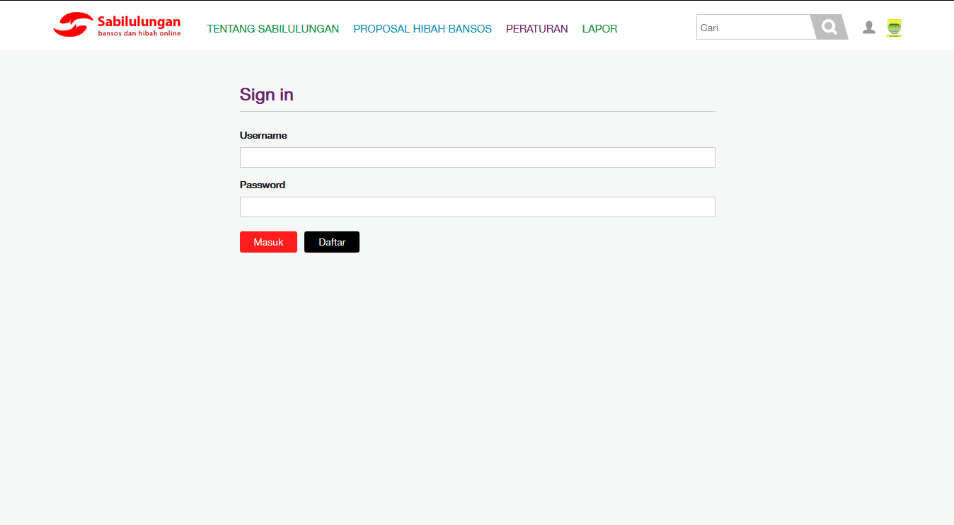 Sabilulungan
bansos dan hibah online
TENTANG SABILULUNGAN PROPOSAL HIBAH BANSOS PERATURAN LAPOR
Cari
Sign in
Username
Password
Masuk Daftar